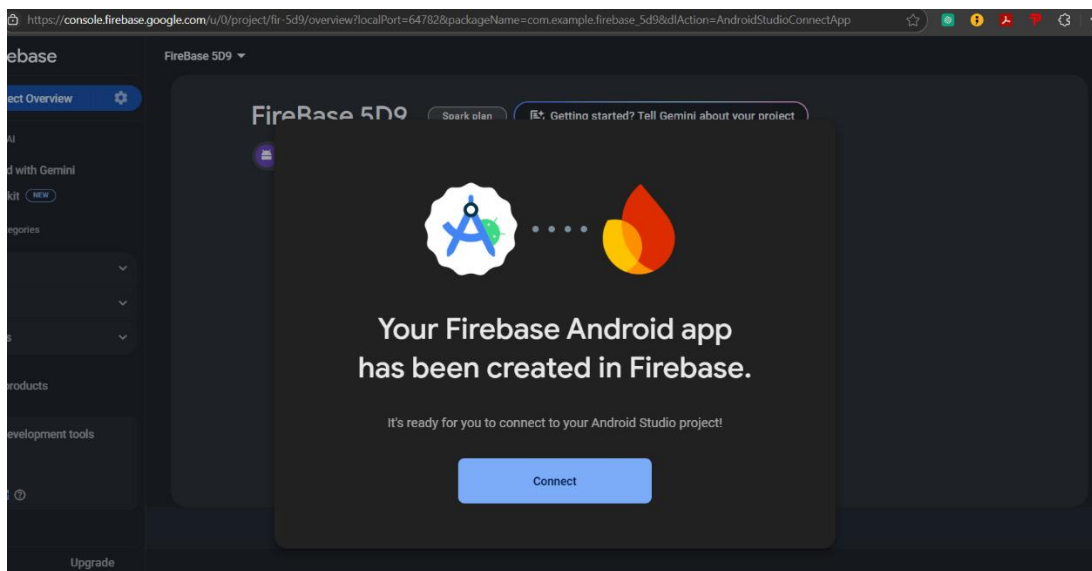 https://console.firebase.google.com/u/0/project/fir-5d9/overview?localPort=64782&packageName=com.example.firebase_5d9&dlAction=AndroidStudioConnectApp
ebase
FireBase 5D9
ect Overview
FireBase 5D9
Spark plan
Getting started? Tell Gemini about your project
AI
d with Gemini
kit NEW
egories
s
Your Firebase Android app
has been created in Firebase.
roducts
It's ready for you to connect to your Android Studio project!
evelopment tools
Connect
Upgrade